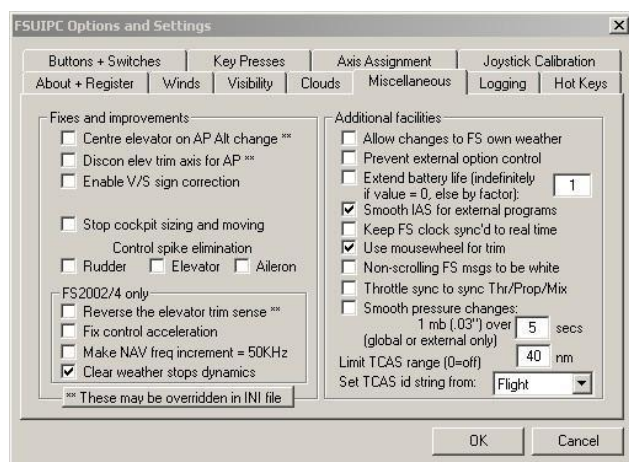 FSUIPC Options and Settings
Buttons + Switches
Key Presses
Axis Assignment
Joystick Calibration
About + Register
Winds
Visibility
Clouds
Miscellaneous
Logging
Hot Keys
Fixes and improvements
Centre elevator on AP Alt change **
Discon elev trim axis for AP **
Enable V/S sign correction
Stop cockpit sizing and moving
Control spike elimination
Rudder
Elevator
Aileron
FS2002/4 only
Reverse the elevator trim sense **
Fix control acceleration
Make NAV freq increment = 50KHz
Clear weather stops dynamics
** These may be overridden in INI file
Additional facilities
Allow changes to FS own weather
Prevent external option control
Extend battery life (indefinitely
if value = 0, else by factor):
1
Smooth IAS for external programs
Keep FS clock sync'd to real time
Use mousewheel for trim
Non-scrolling FS msgs to be white
Throttle sync to sync Thr/Prop/Mix
Smooth pressure changes:
1 mb (.03") over 5 secs
(global or external only)
Limit TCAS range (0=off) 40 nm
Set TCAS id string from: Flight
OK
Cancel